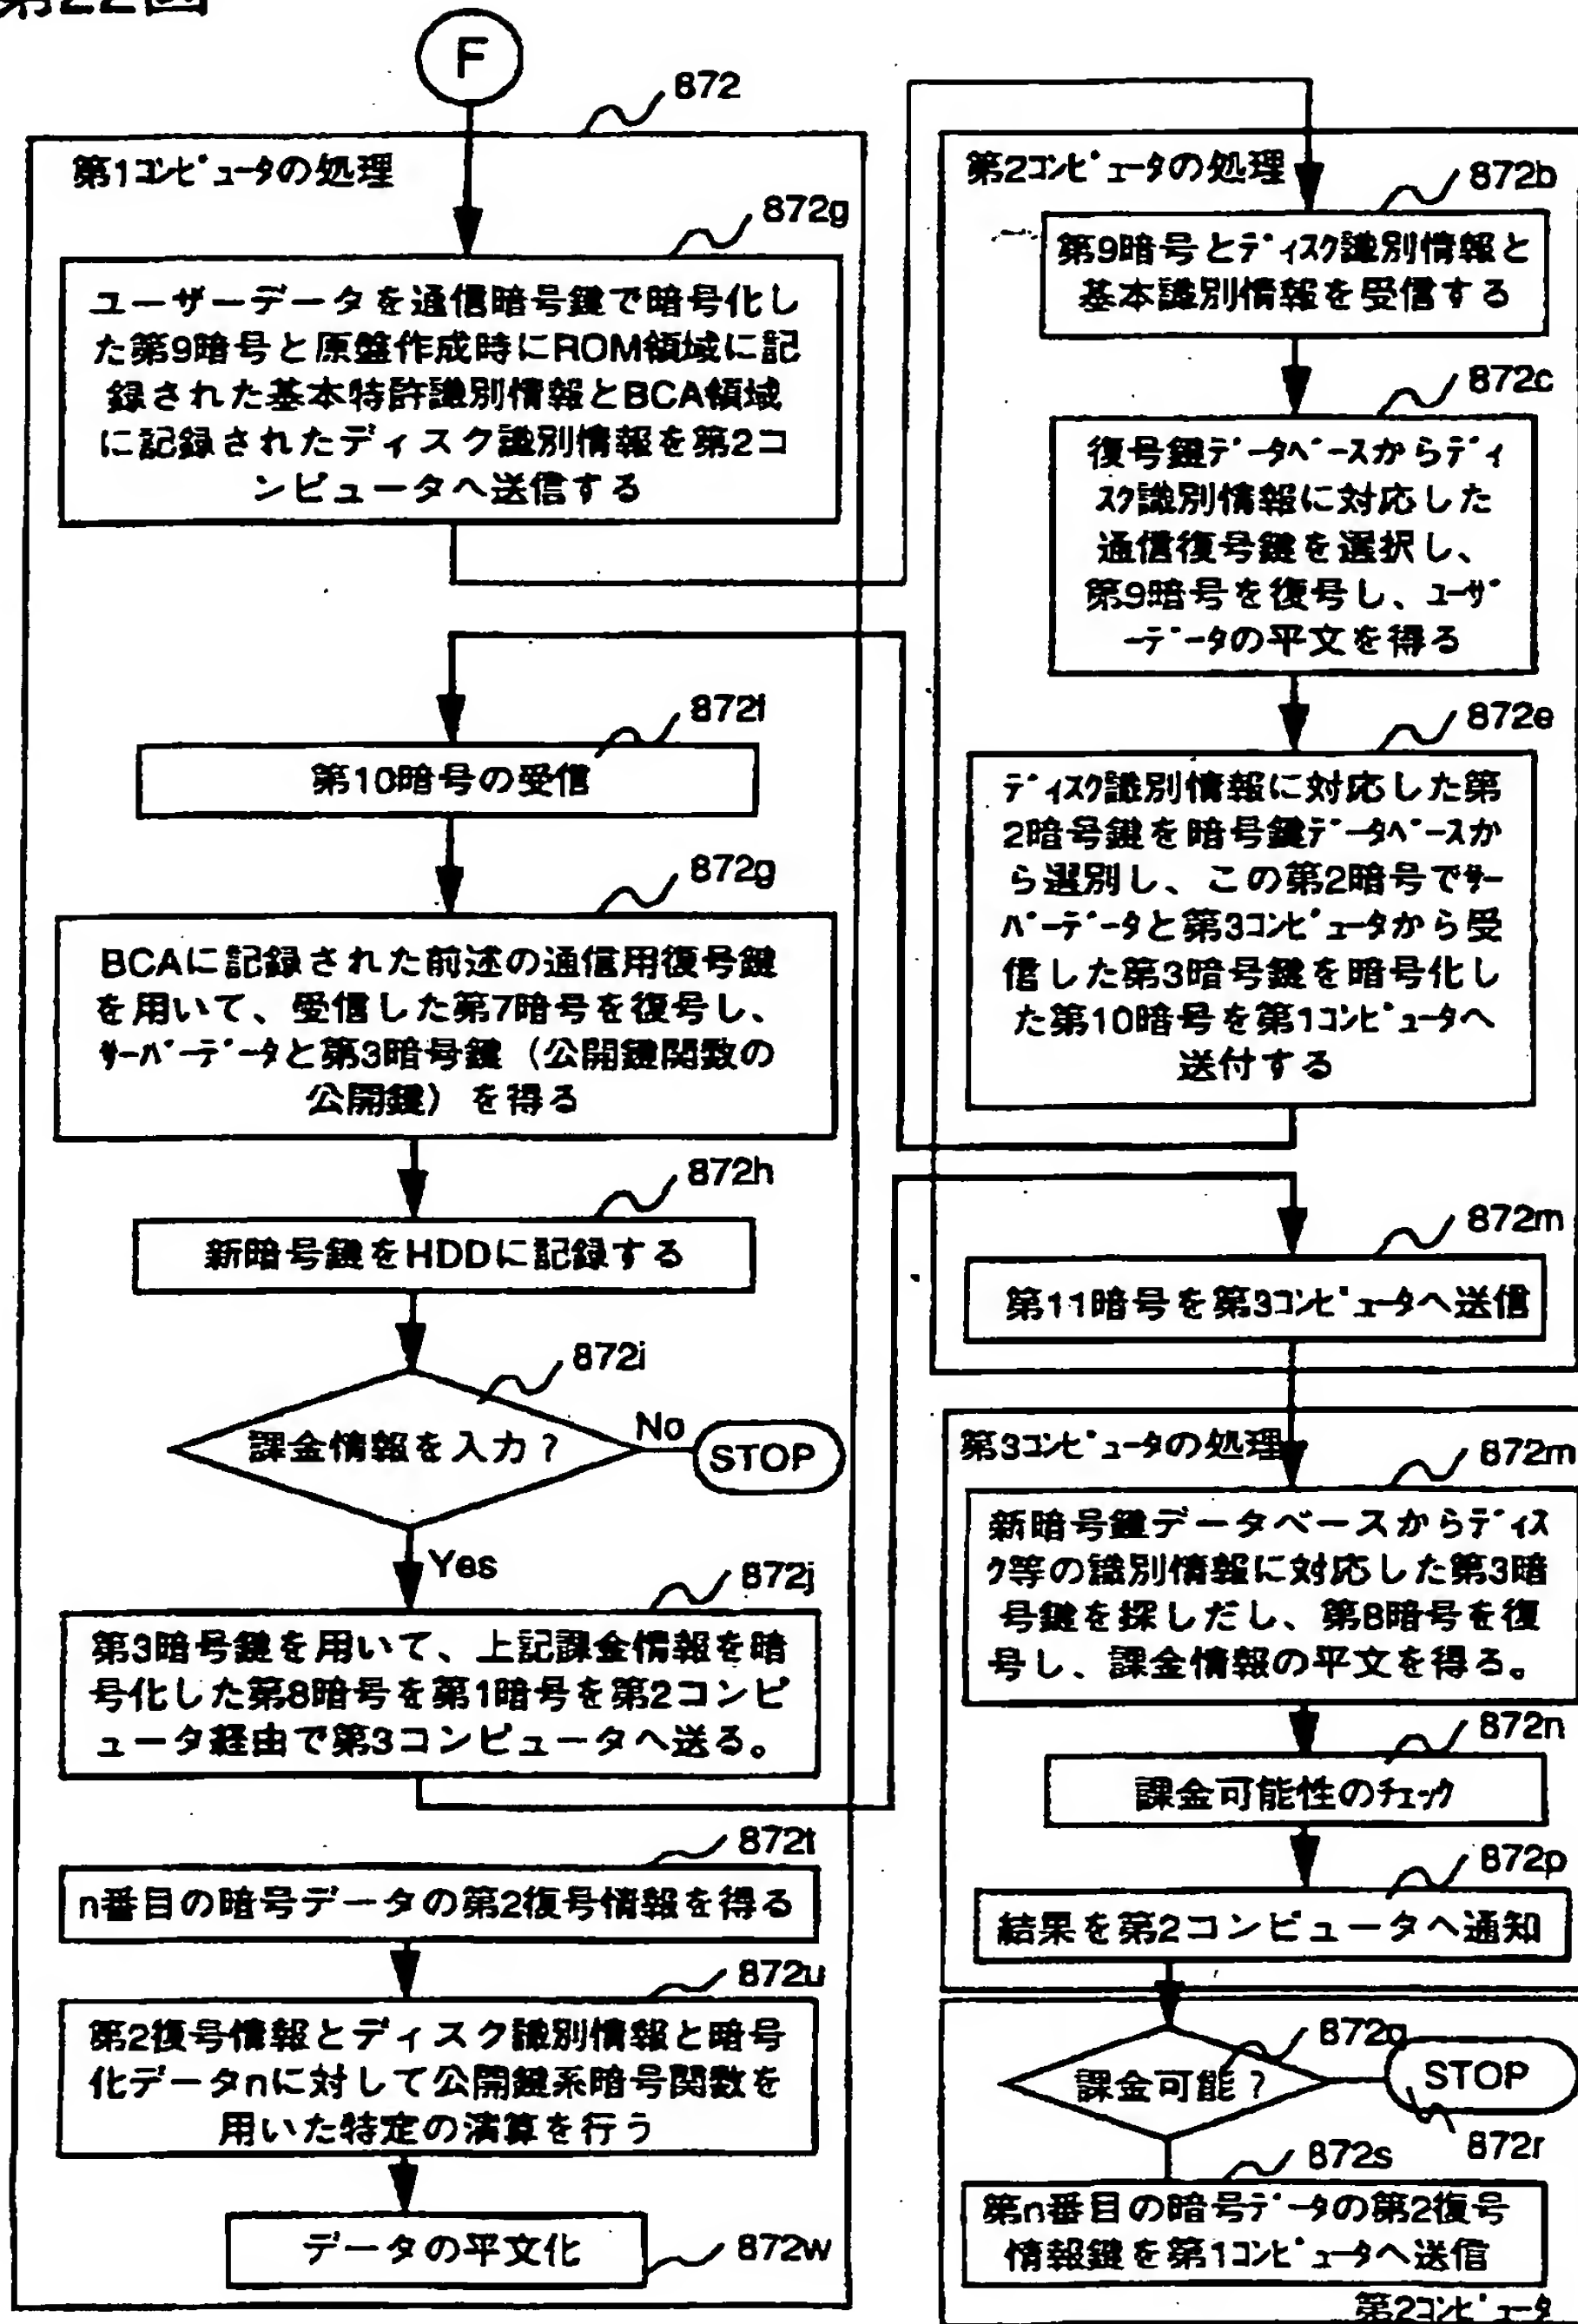 第22図
F
872
第1コンピュータの処理
872g
ユーザーデータを通信暗号鍵で暗号化し
た第9暗号と原盤作成時にROM領域に記
録された基本特許識別情報とBCA領域
に記録されたディスク識別情報を第2コ
ンピュータへ送信する
872f
第10暗号の受信
872g
BCAに記録された前述の通信用復号鍵
を用いて、受信した第7暗号を復号し、
サーバーデータと第3暗号鍵（公開鍵関数の
公開鍵）を得る
872h
新暗号鍵をHDDに記録する
872i
課金情報を入力？
No
STOP
Yes
872j
第3暗号鍵を用いて、上記課金情報を暗
号化した第8暗号を第1暗号を第2コンピ
ュータ経由で第3コンピュータへ送る。
872t
n番目の暗号データの第2復号情報を得る
872u
第2復号情報とディスク識別情報と暗号
化データnに対して公開鍵系暗号関数を
用いた特定の演算を行う
データの平文化
872w
第2コンピュータの処理
872b
第9暗号とディスク識別情報と
基本識別情報を受信する
872c
復号鍵データベースからディ
スク識別情報に対応した
通信復号鍵を選択し、
第9暗号を復号し、ユーザ
ーデータの平文を得る
872e
ディスク識別情報に対応した第
2暗号鍵を暗号鍵データベースか
ら選別し、この第2暗号でサー
バーデータと第3コンピュータから受
信した第3暗号鍵を暗号化し
た第10暗号を第1コンピュータへ
送付する
872m
第11暗号を第3コンピュータへ送信
第3コンピュータの処理
872m
新暗号鍵データベースからディス
ク等の識別情報に対応した第3暗
号鍵を探しだし、第8暗号を復
号し、課金情報の平文を得る。
872n
課金可能性のチェック
872p
結果を第2コンピュータへ通知
872q
課金可能？
STOP
872r
872s
第n番目の暗号データの第2復号
情報鍵を第1コンピュータへ送信
第2コンピュータ